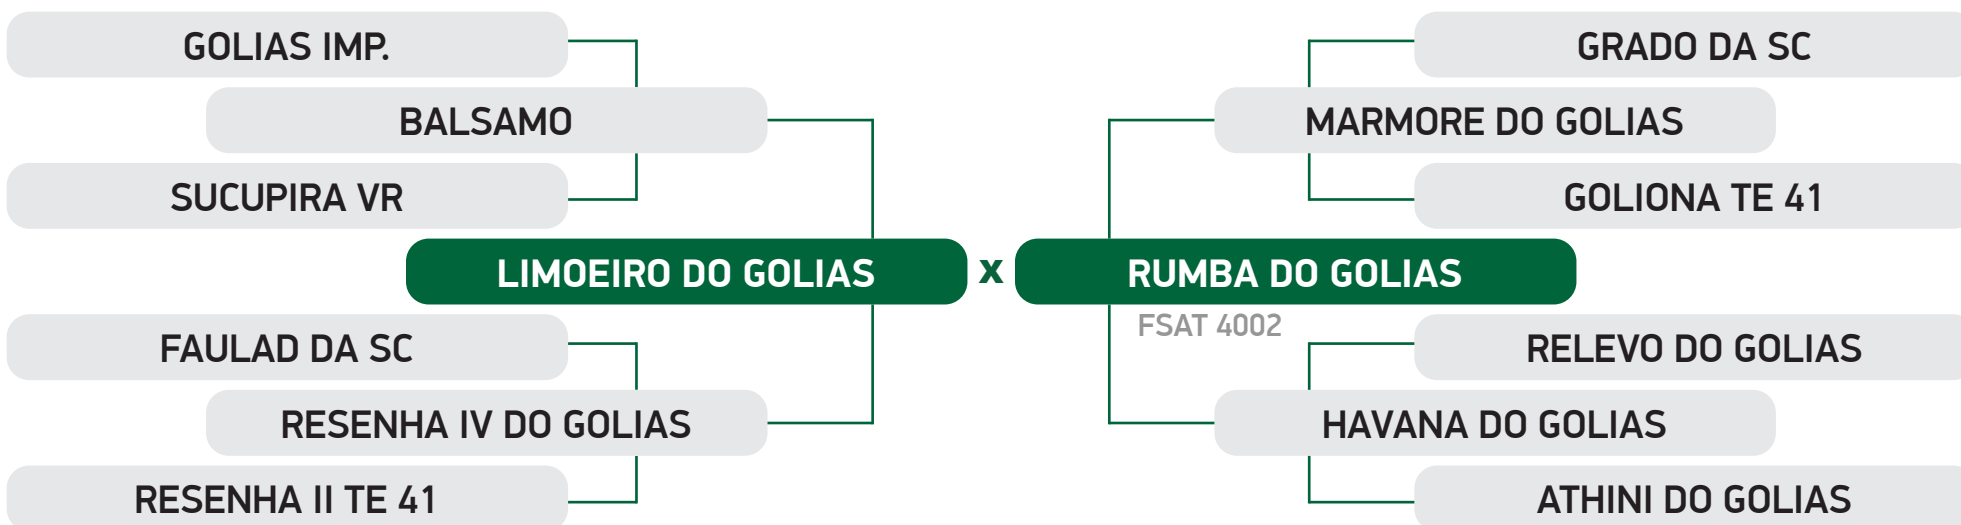 GOLIAS IMP.
GRADO DA SC
BALSAMO
MARMORE DO GOLIAS
SUCUPIRA VR
GOLIONA TE 41
LIMOEIRO DO GOLIAS
x
RUMBA DO GOLIAS
FSAT 4002
FAULAD DA SC
RELEVO DO GOLIAS
RESENHA IV DO GOLIAS
HAVANA DO GOLIAS
RESENHA II TE 41
ATHINI DO GOLIAS